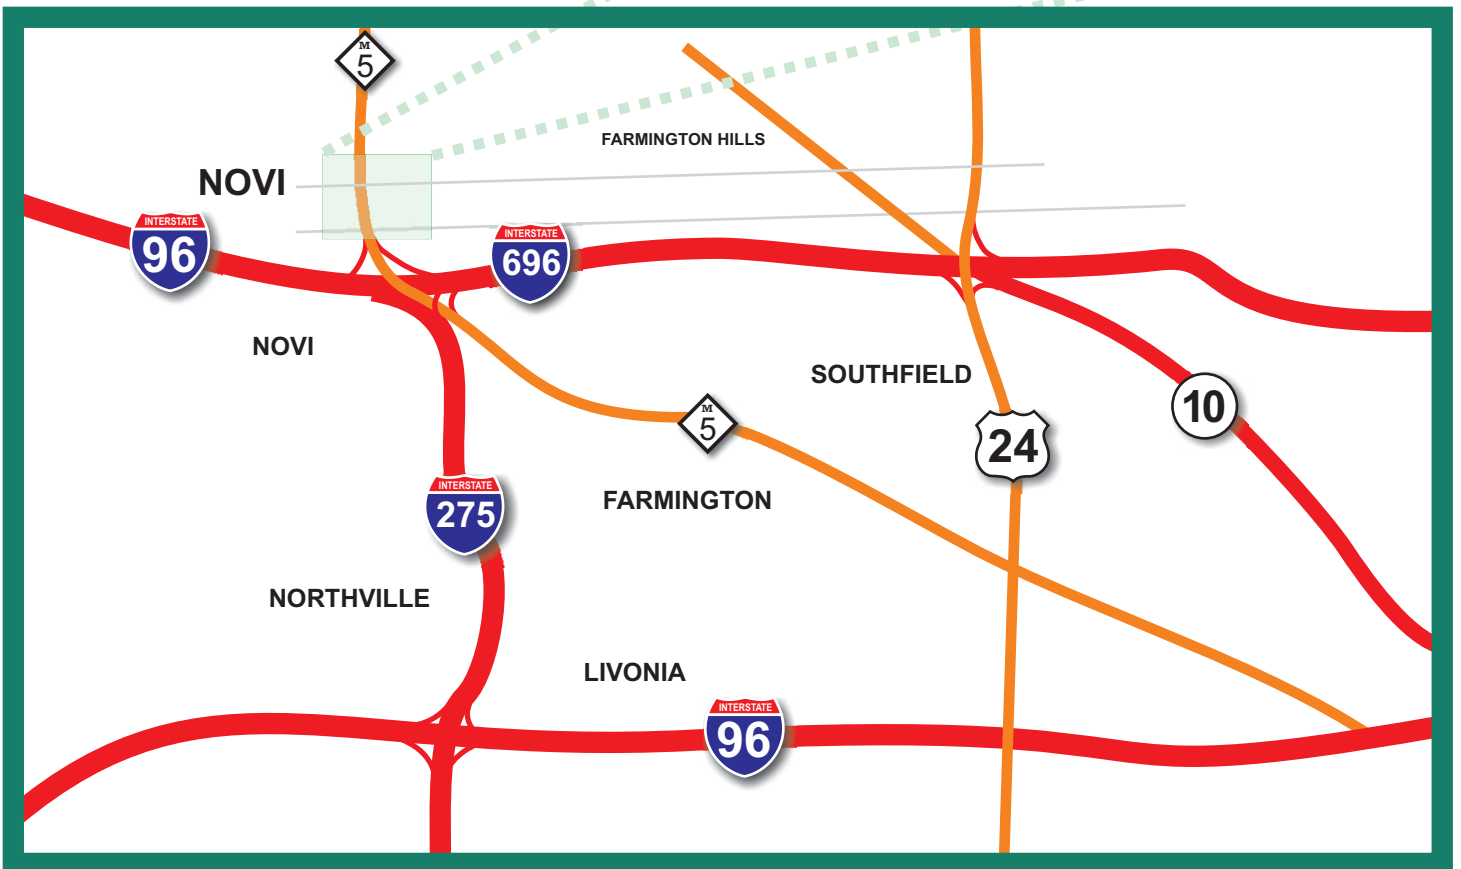 M
5
FARMINGTON HILLS
NOVI
INTERSTATE
96
INTERSTATE
696
NOVI
SOUTHFIELD
10
M
5
24
INTERSTATE
275
FARMINGTON
NORTHVILLE
LIVONIA
INTERSTATE
96